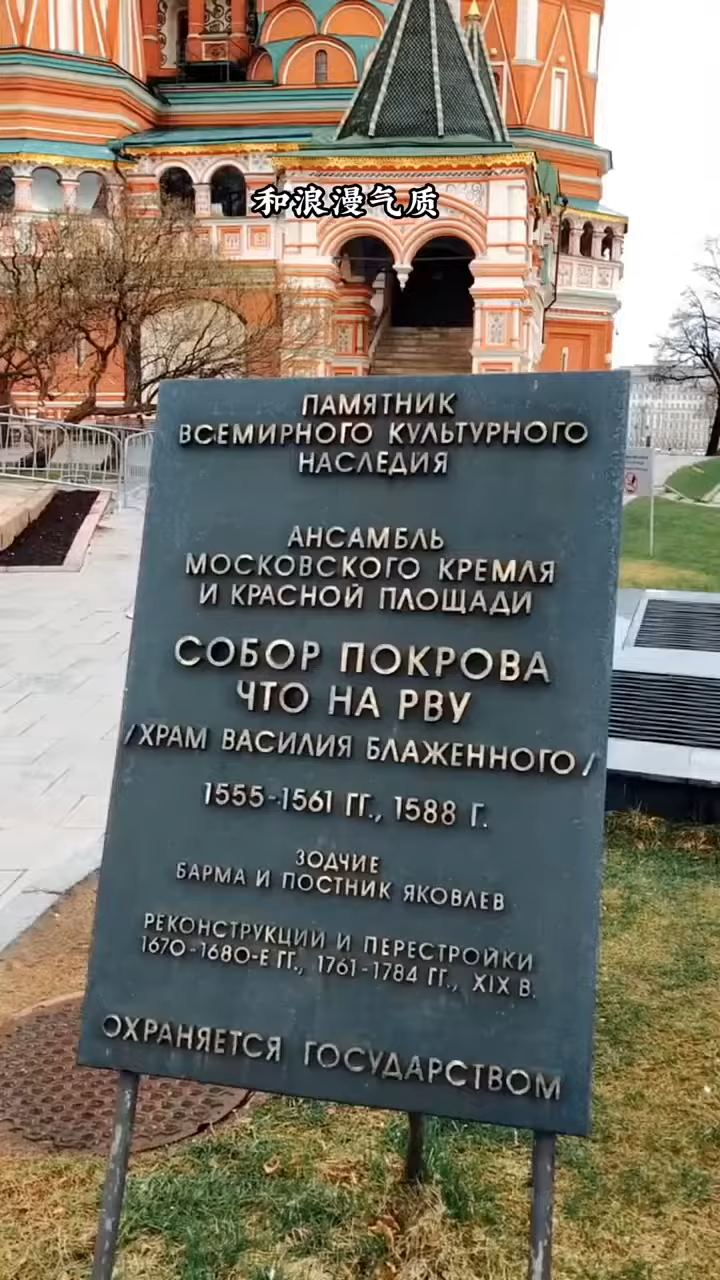 和浪漫气质
ПАМЯТНИК
ВСЕМИРНОГО КУЛЬТУРНОГО
НАСЛЕДИЯ
АНСАМБЛЬ
МОСКОВСКОГО КРЕМЛЯ
И КРАСНОЙ ПЛОЩАДИ
СОБОР ПОКРОВА
ЧТО НА РВУ
/ХРАМ ВАСИЛИЯ БЛАЖЕННОГО/
1555-1561 ГГ., 1588 Г.
ЗОДЧИЕ
БАРМА И ПОСТНИК ЯКОВЛЕВ
РЕКОНСТРУКЦИИ И ПЕРЕСТРОЙКИ
1670-1680-Е ГГ., 1761-1784 ГГ., XIX В.
ОХРАНЯЕТСЯ ГОСУДАРСТВОМ